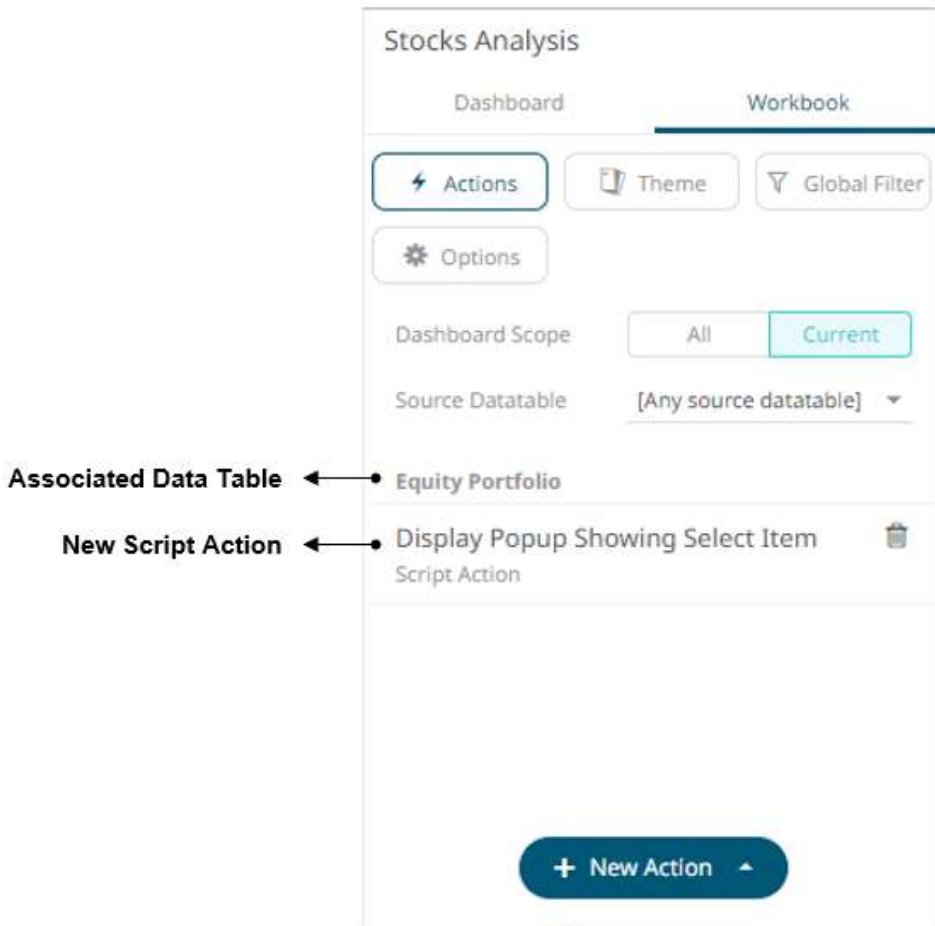 Stocks Analysis
Dashboard Workbook
Actions Theme Global Filter
Options
Dashboard Scope All Current
Source Datatable [Any source datatable]
Associated Data Table Equity Portfolio
New Script Action Display Popup Showing Select Item
Script Action
+ New Action